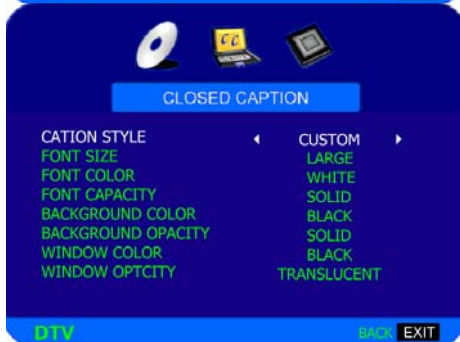 CC
CLOSED CAPTION
CATION STYLE CUSTOM
FONT SIZE LARGE
FONT COLOR WHITE
FONT CAPACITY SOLID
BACKGROUND COLOR BLACK
BACKGROUND OPACITY SOLID
WINDOW COLOR BLACK
WINDOW OPTCITY TRANSLUCENT
DTV BACK EXIT